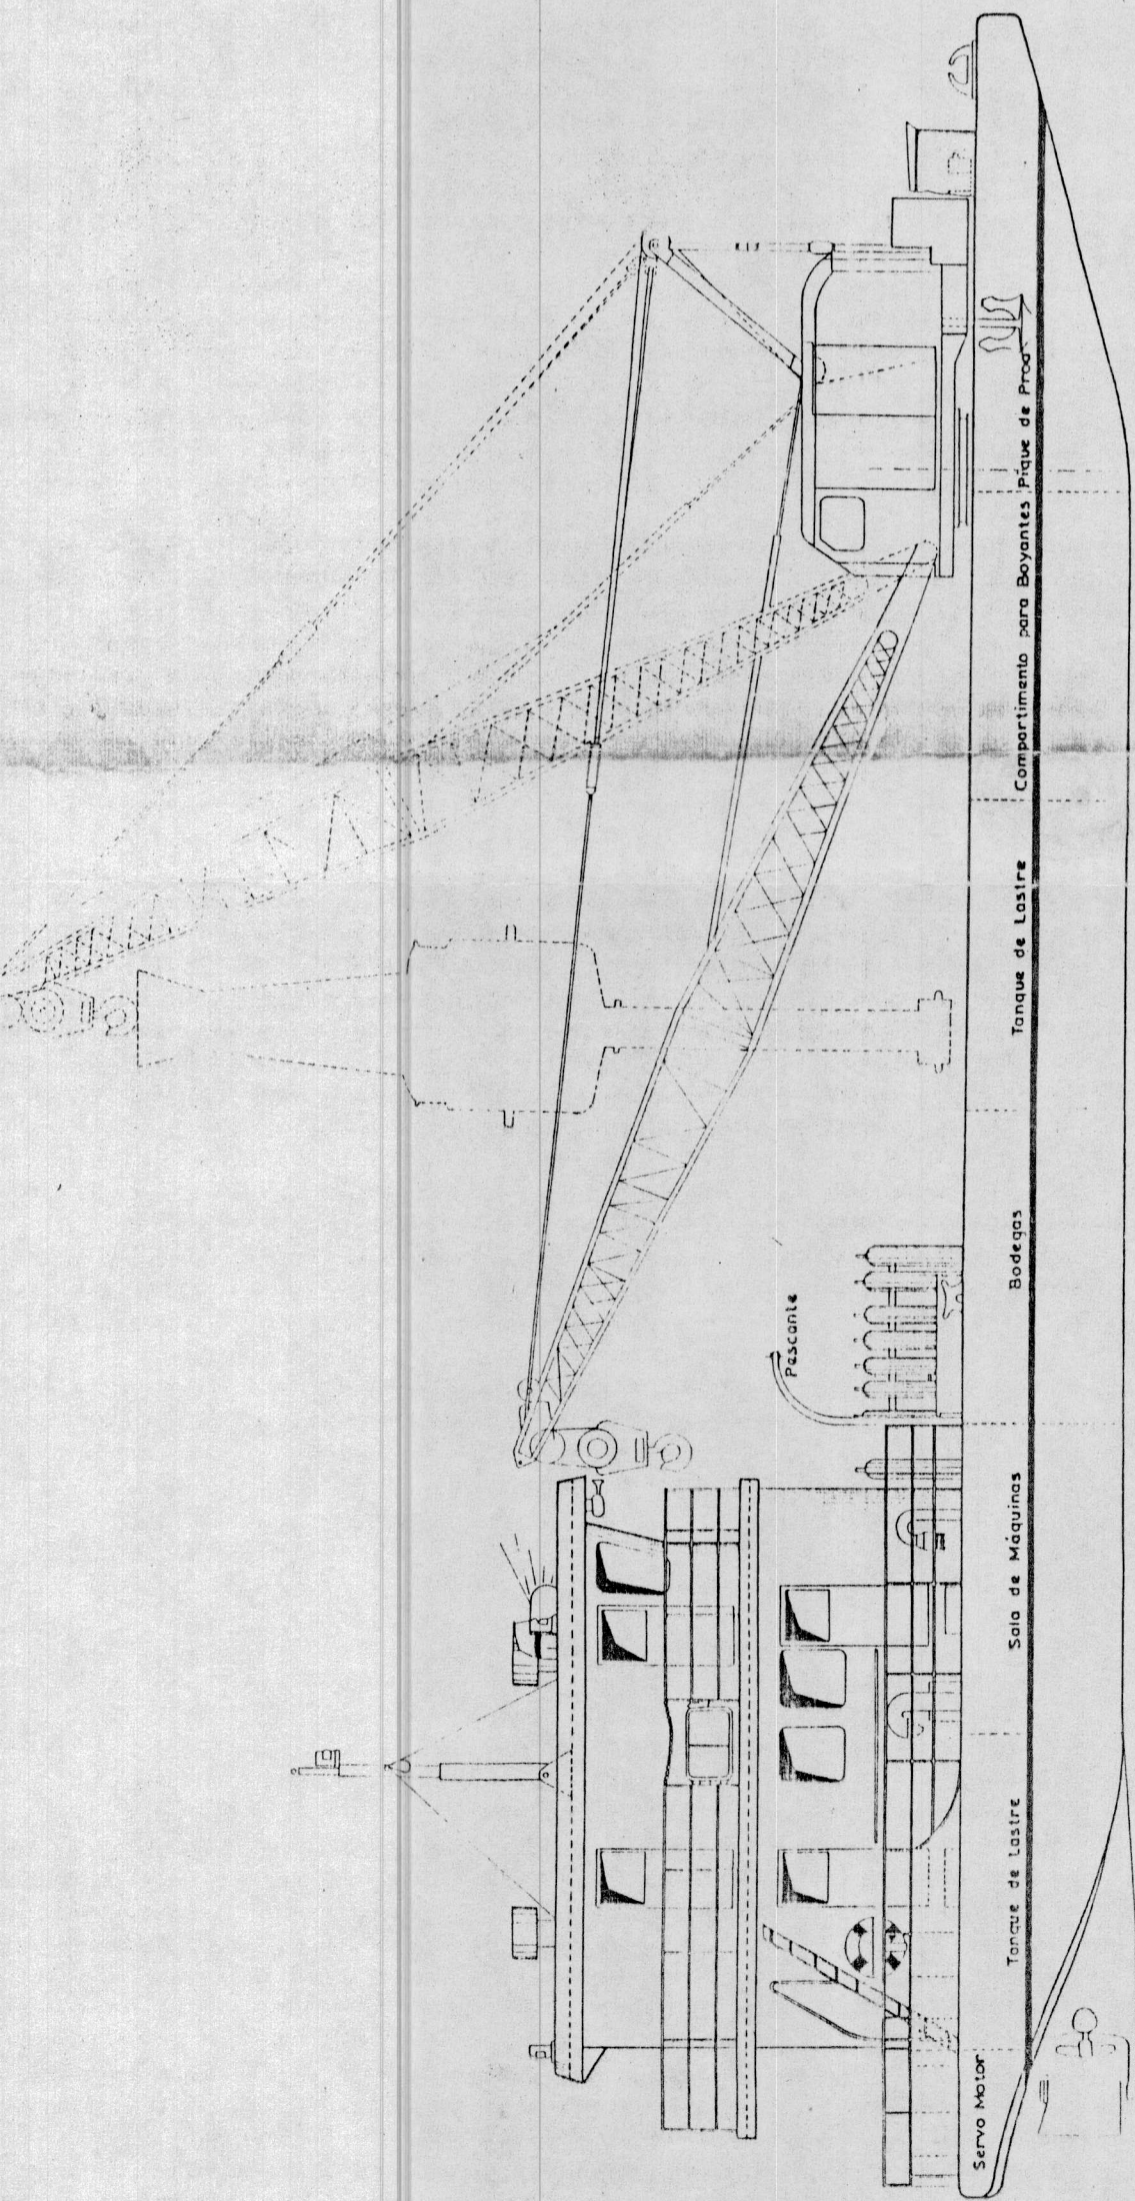 Pescante
Servo Motor
Tanque de Lastre
Sala de Máquinas
Bodegas
Tanque de Lastre
Compartimento para Boyantes
Pique de Proa